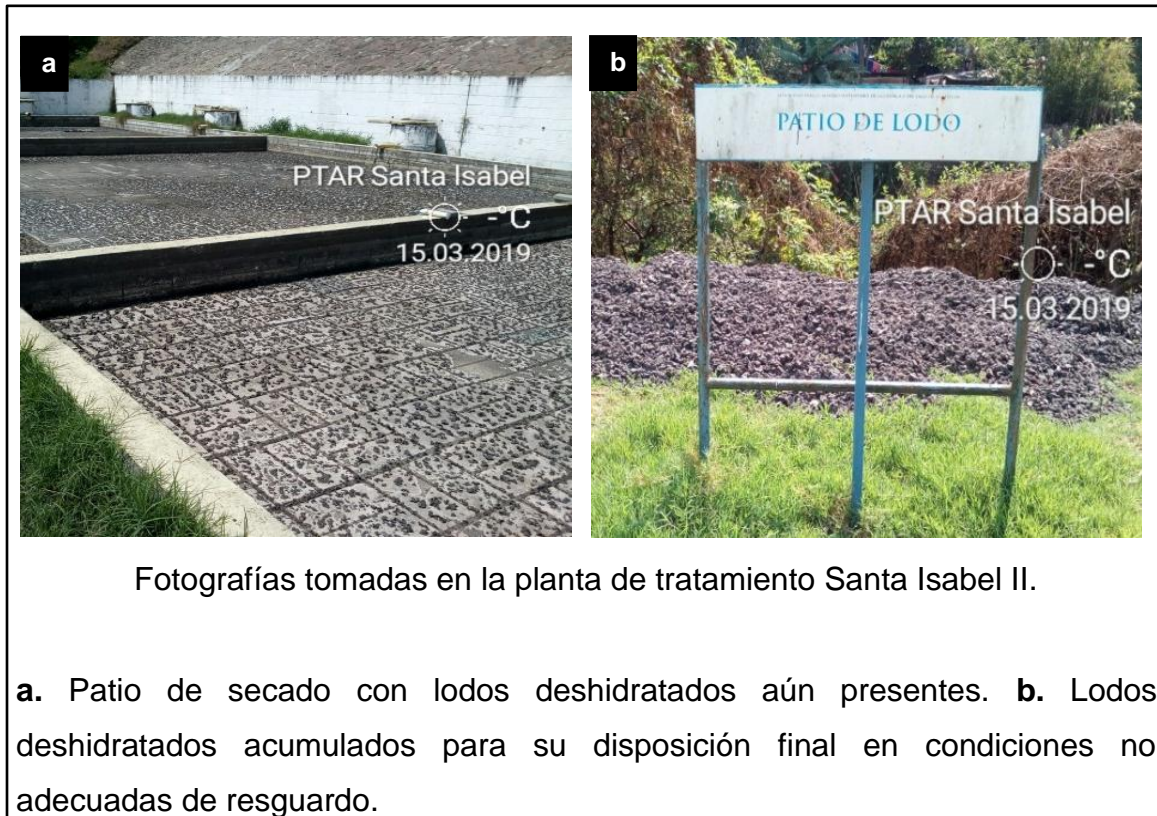 a
PTAR Santa Isabel
-°C
15.03.2019
b
PATIO DE LODO
PTAR Santa Isabel
-°C
15.03.2019
Fotografías tomadas en la planta de tratamiento Santa Isabel II.
a. Patio de secado con lodos deshidratados aún presentes. b. Lodos
deshidratados acumulados para su disposición final en condiciones no
adecuadas de resguardo.